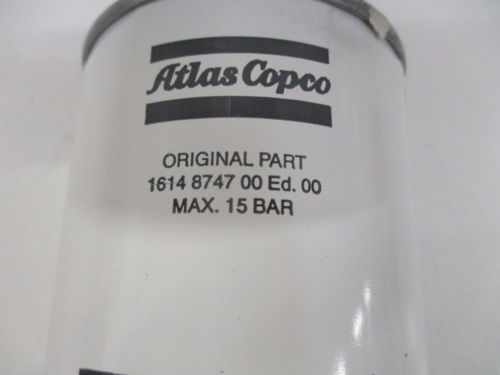 Atlas Copco
ORIGINAL PART
1614 8747 00 Ed. 00
MAX. 15 BAR